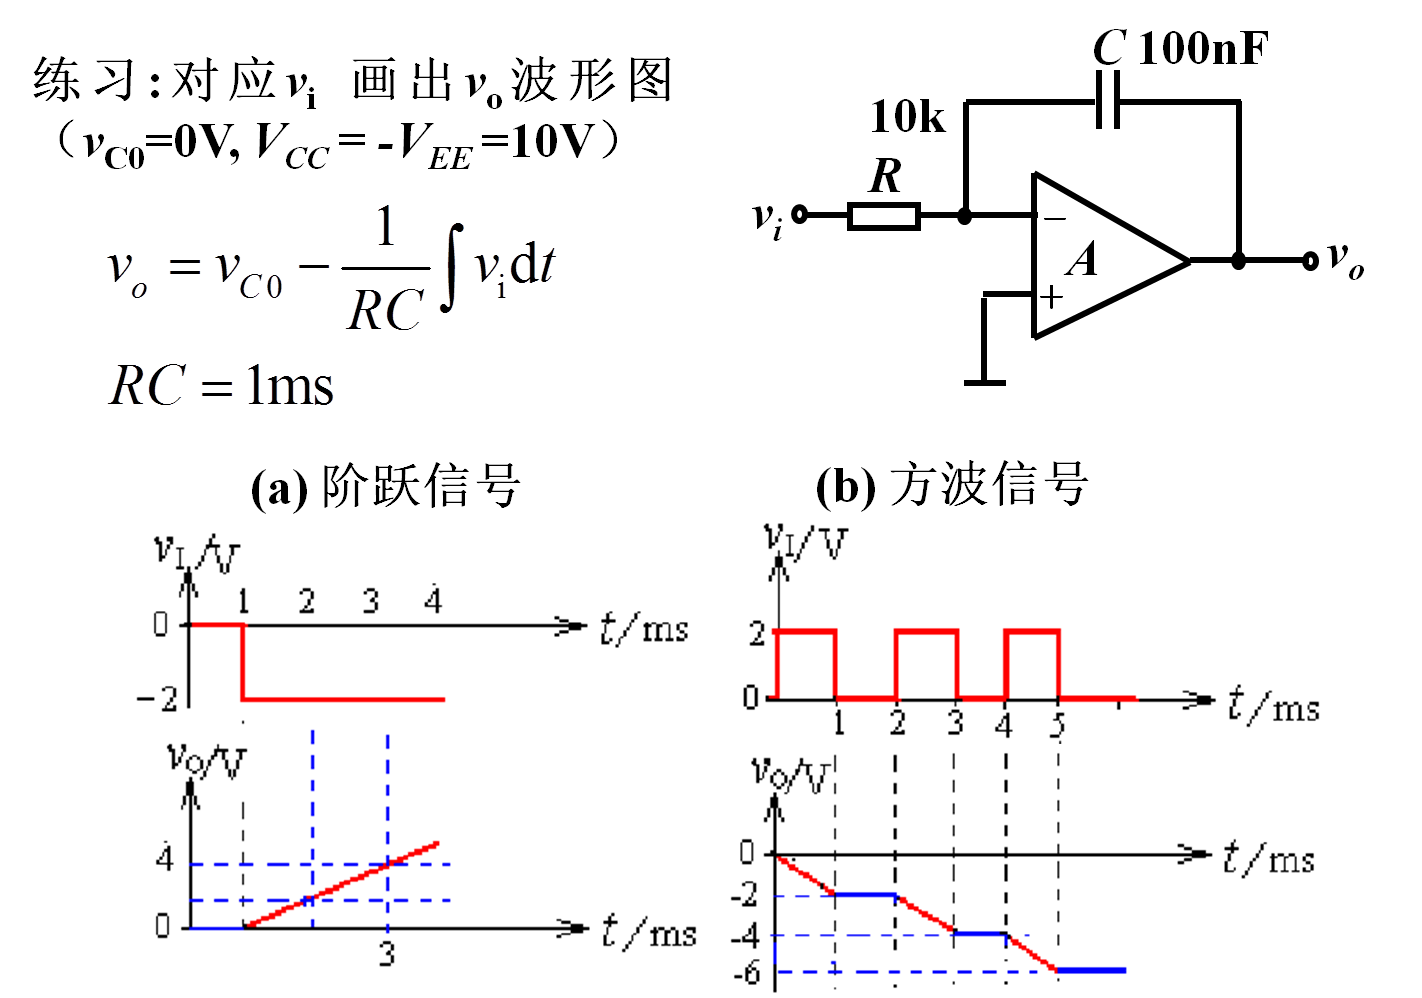 练习:对应vi 画出vo波形图
（vC0=0V, VCC = -VEE =10V）
vo = vC0 − 1/RC ∫ vi dt
RC = 1ms
C 100nF
10k
R
vi
−
A
+
vo
(a) 阶跃信号
(b) 方波信号
vI/V
1 2 3 4
0
t/ms
−2
vO/V
4
0
3
t/ms
vI/V
2
0
1 2 3 4 5
t/ms
vO/V
0
t/ms
-2
-4
-6